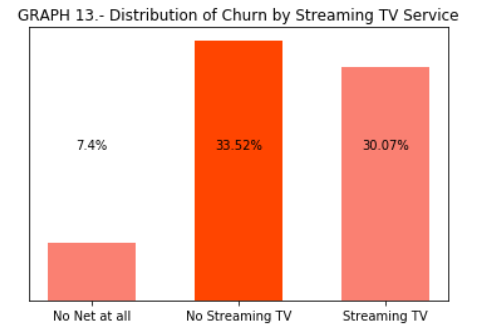 GRAPH 13.- Distribution of Churn by Streaming TV Service
7.4%
33.52%
30.07%
No Net at all
No Streaming TV
Streaming TV